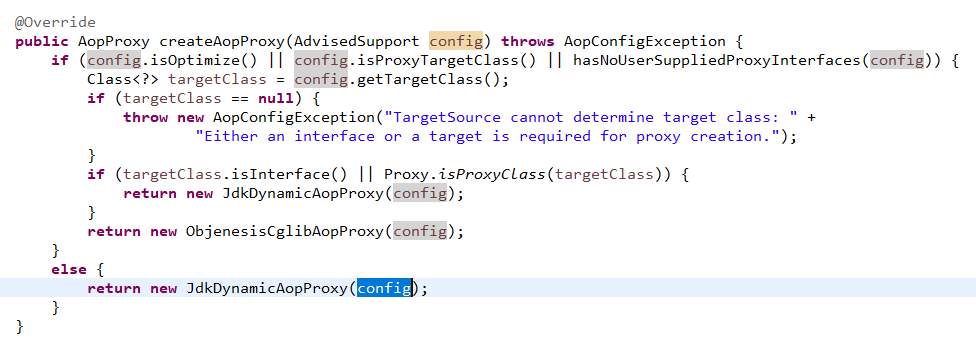 @Override
public AopProxy createAopProxy(AdvisedSupport config) throws AopConfigException {
if (config.isOptimize() || config.isProxyTargetClass() || hasNoUserSuppliedProxyInterfaces(config)) {
Class<?> targetClass = config.getTargetClass();
if (targetClass == null) {
throw new AopConfigException("TargetSource cannot determine target class: " +
"Either an interface or a target is required for proxy creation.");
}
if (targetClass.isInterface() || Proxy.isProxyClass(targetClass)) {
return new JdkDynamicAopProxy(config);
}
return new ObjenesisCglibAopProxy(config);
}
else {
return new JdkDynamicAopProxy(config);
}
}